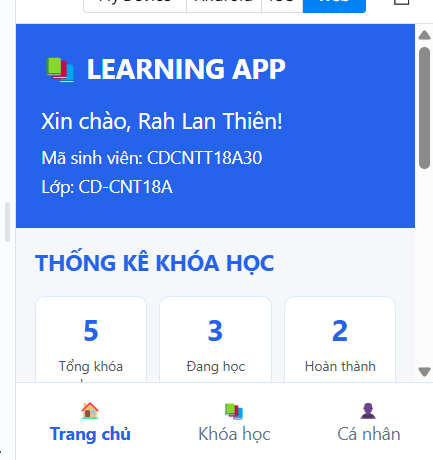 Web
LEARNING APP
Xin chào, Rah Lan Thiên!
Mã sinh viên: CDCNTT18A30
Lớp: CD-CNT18A
THỐNG KÊ KHÓA HỌC
5 3 2
Tổng khóa Đang học Hoàn thành
Trang chủ Khóa học Cá nhân